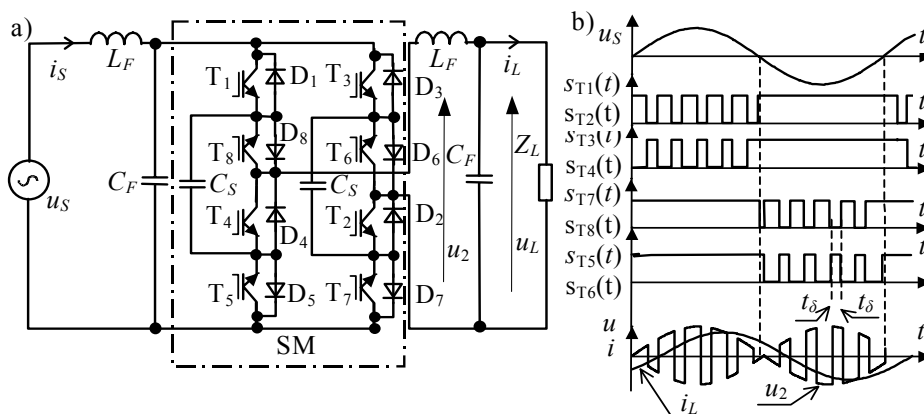 a)
i_S
L_F
T_1
D_1
T_3
D_3
L_F
i_L
T_8
D_8
T_6
D_6
C_F
C_S
C_S
C_F
Z_L
u_S
T_4
D_4
T_2
D_2
u_2
u_L
T_5
D_5
T_7
D_7
SM
b)
u_S
t
s_T1(t)
t
s_T2(t)
s_T3(t)
t
s_T4(t)
s_T7(t)
t
s_T8(t)
s_T5(t)
t
s_T6(t)
t_δ
t_δ
u
i
t
u_2
i_L